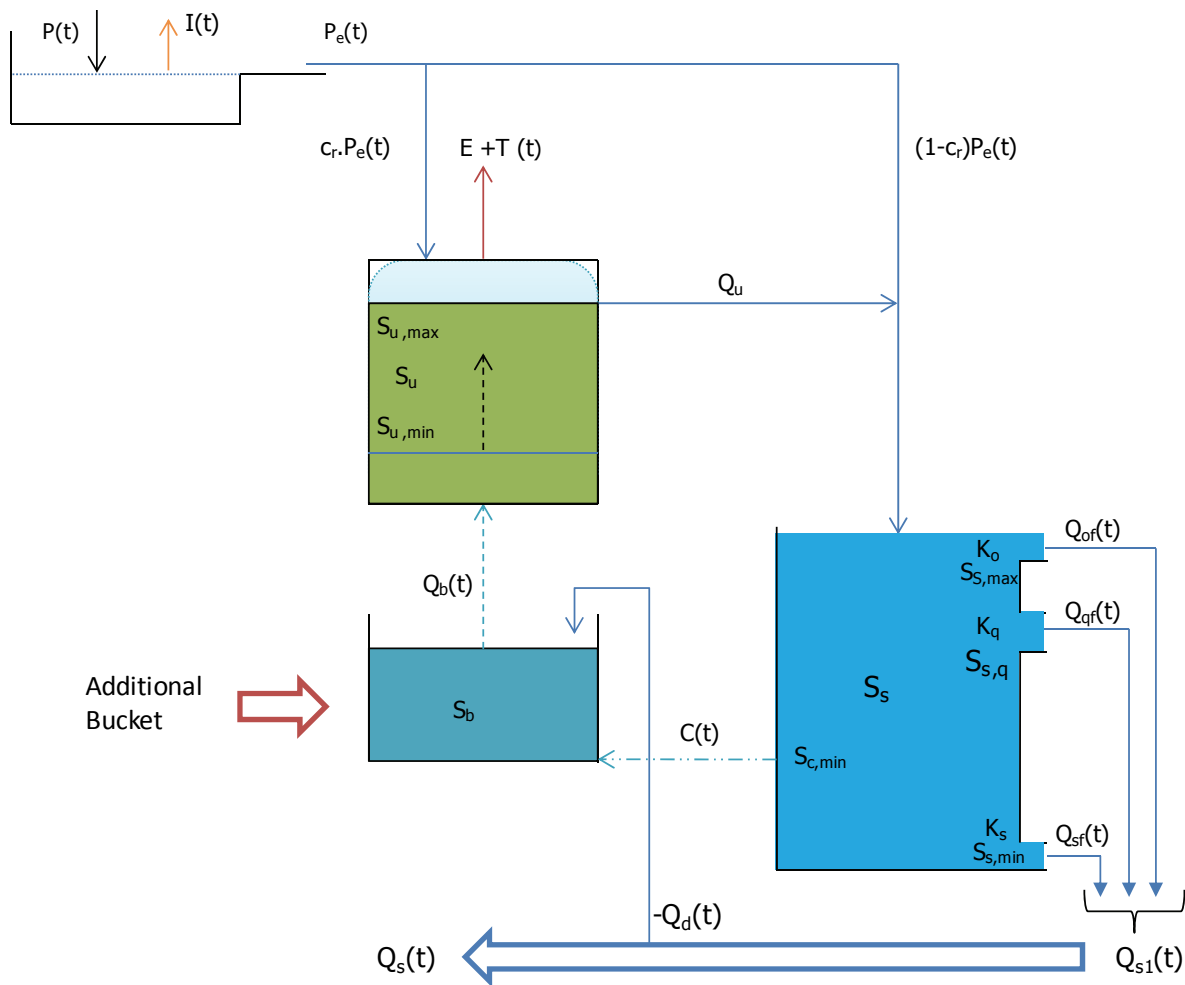 P(t)
I(t)
Pe(t)
cr.Pe(t)
E +T (t)
(1-cr)Pe(t)
Qu
Su,max
Su
Su,min
Qb(t)
Additional
Bucket
Sb
C(t)
-Qd(t)
Ko
SS,max
Kq
Ss,q
Ss
Sc,min
Ks
Ss,min
Qof(t)
Qqf(t)
Qsf(t)
Qs(t)
Qs1(t)